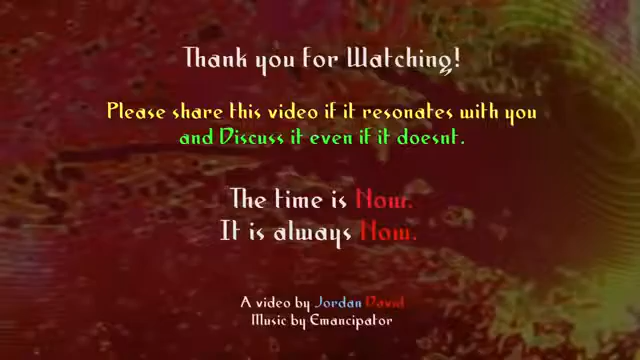 Thank you for Watching!
Please share this video if it resonates with you
and Discuss it even if it doesnt.
The time is Now.
It is always Now.
A video by Jordan David
Music by Emancipator